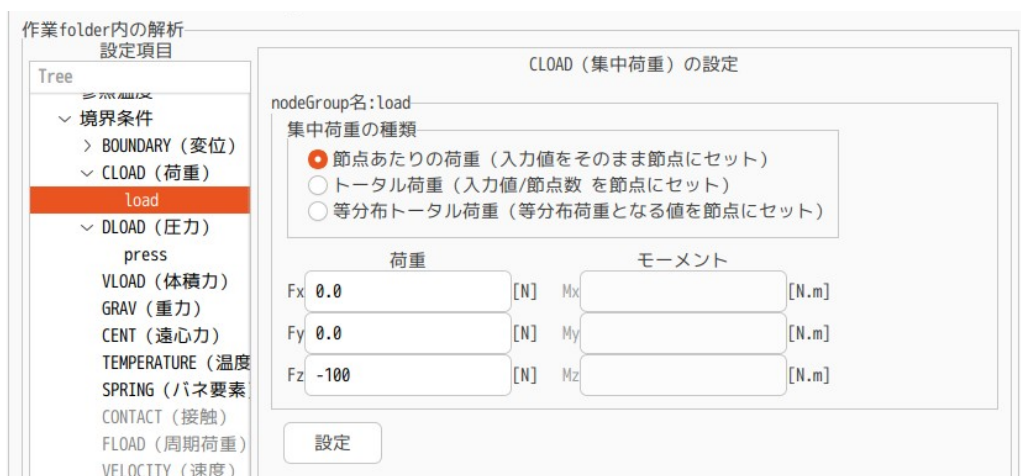 作業folder内の解析
設定項目
Tree
参照温度
境界条件
BOUNDARY (変位)
CLOAD (荷重)
load
DLOAD (圧力)
press
VLOAD (体積力)
GRAV (重力)
CENT (遠心力)
TEMPERATURE (温度
SPRING (バネ要素
CONTACT (接触)
FLOAD (周期荷重)
VELOCITY (速度)
CLOAD (集中荷重) の設定
nodeGroup名:load
集中荷重の種類
節点あたりの荷重 (入力値をそのまま節点にセット)
トータル荷重 (入力値/節点数 を節点にセット)
等分布トータル荷重 (等分布荷重となる値を節点にセット)
荷重 モーメント
Fx 0.0 [N] Mx [N.m]
Fy 0.0 [N] My [N.m]
Fz -100 [N] Mz [N.m]
設定